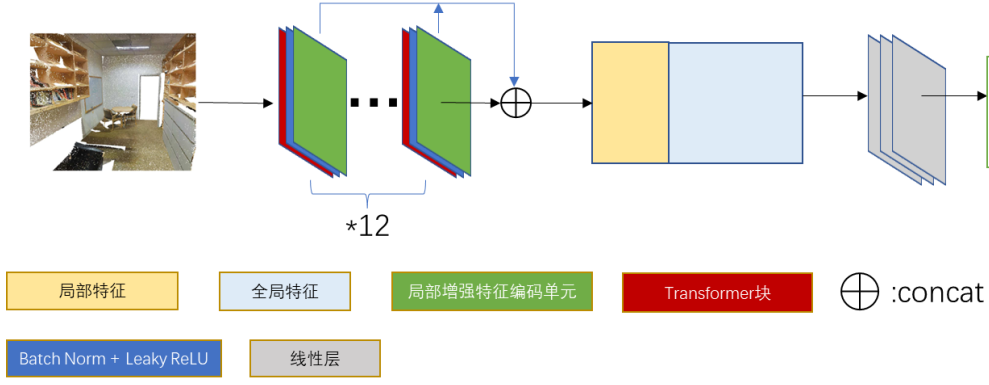 *12
局部特征
全局特征
局部增强特征编码单元
Transformer块
:concat
Batch Norm + Leaky ReLU
线性层